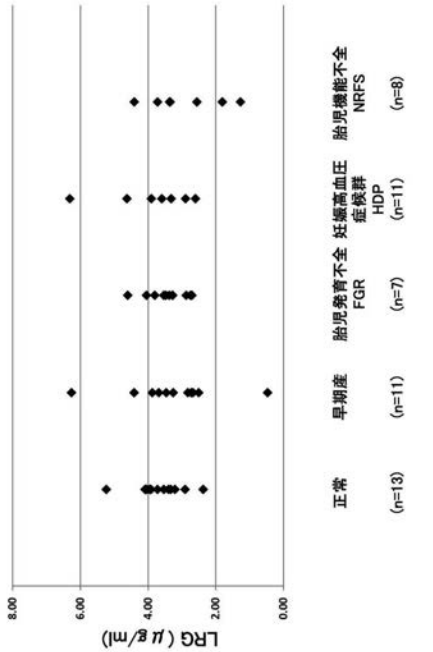 LRG ( μg/ml)
8.00
6.00
4.00
2.00
0.00
正常
(n=13)
早期産
(n=11)
胎児発育不全
FGR
(n=7)
妊娠高血圧
症候群
HDP
(n=11)
胎児機能不全
NRFS
(n=8)